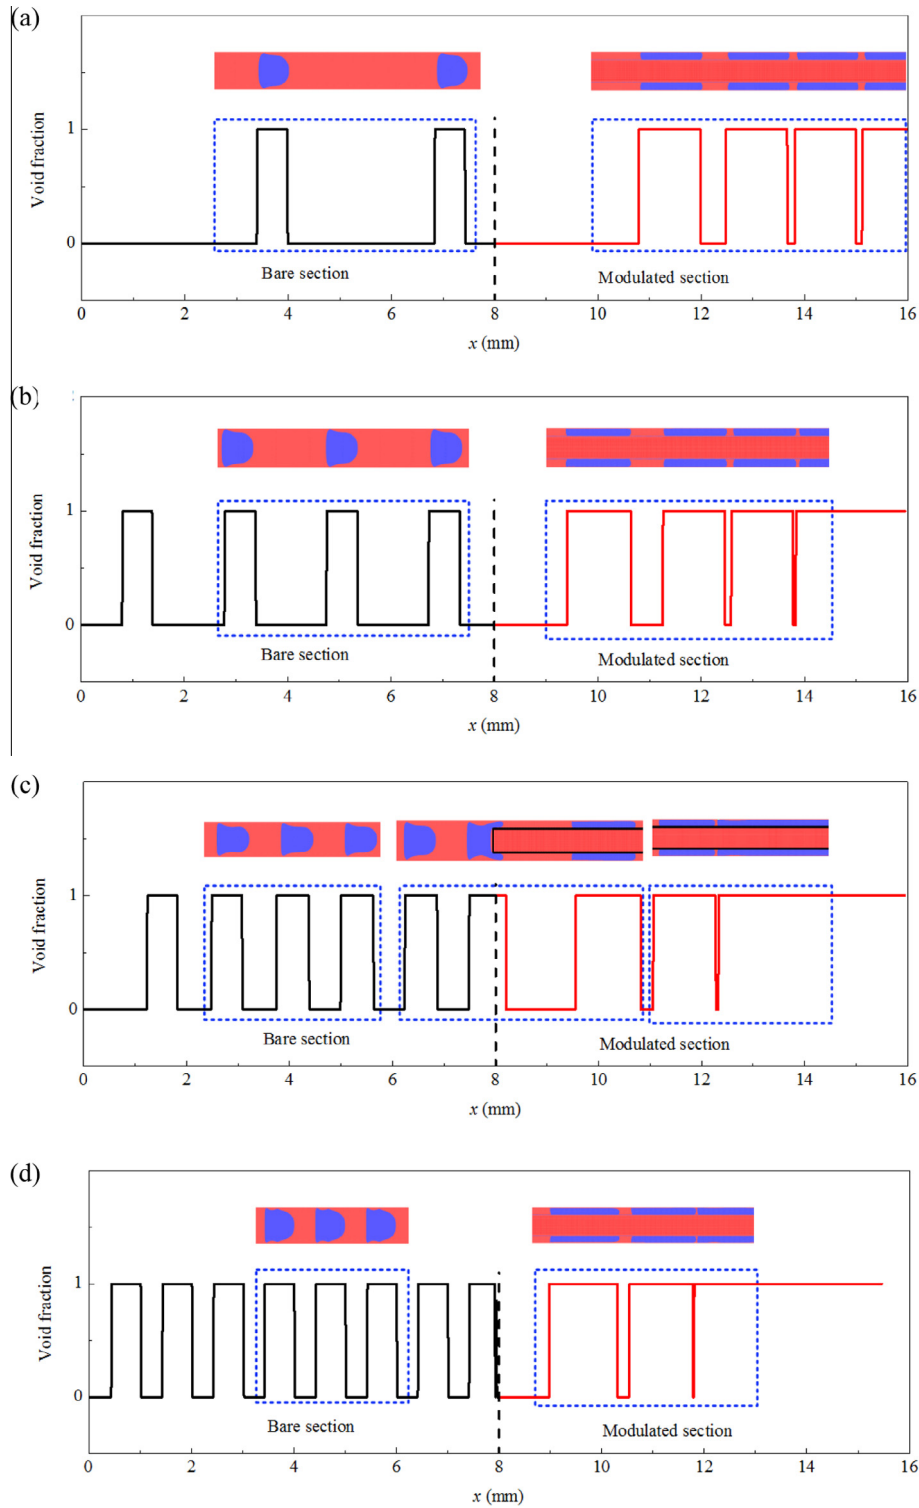 (a)
Void fraction
1
0
Bare section
Modulated section
0 2 4 6 8 10 12 14 16
x (mm)
(b)
Void fraction
1
0
Bare section
Modulated section
0 2 4 6 8 10 12 14 16
x (mm)
(c)
Void fraction
1
0
Bare section
Modulated section
0 2 4 6 8 10 12 14 16
x (mm)
(d)
Void fraction
1
0
Bare section
Modulated section
0 2 4 6 8 10 12 14 16
x (mm)